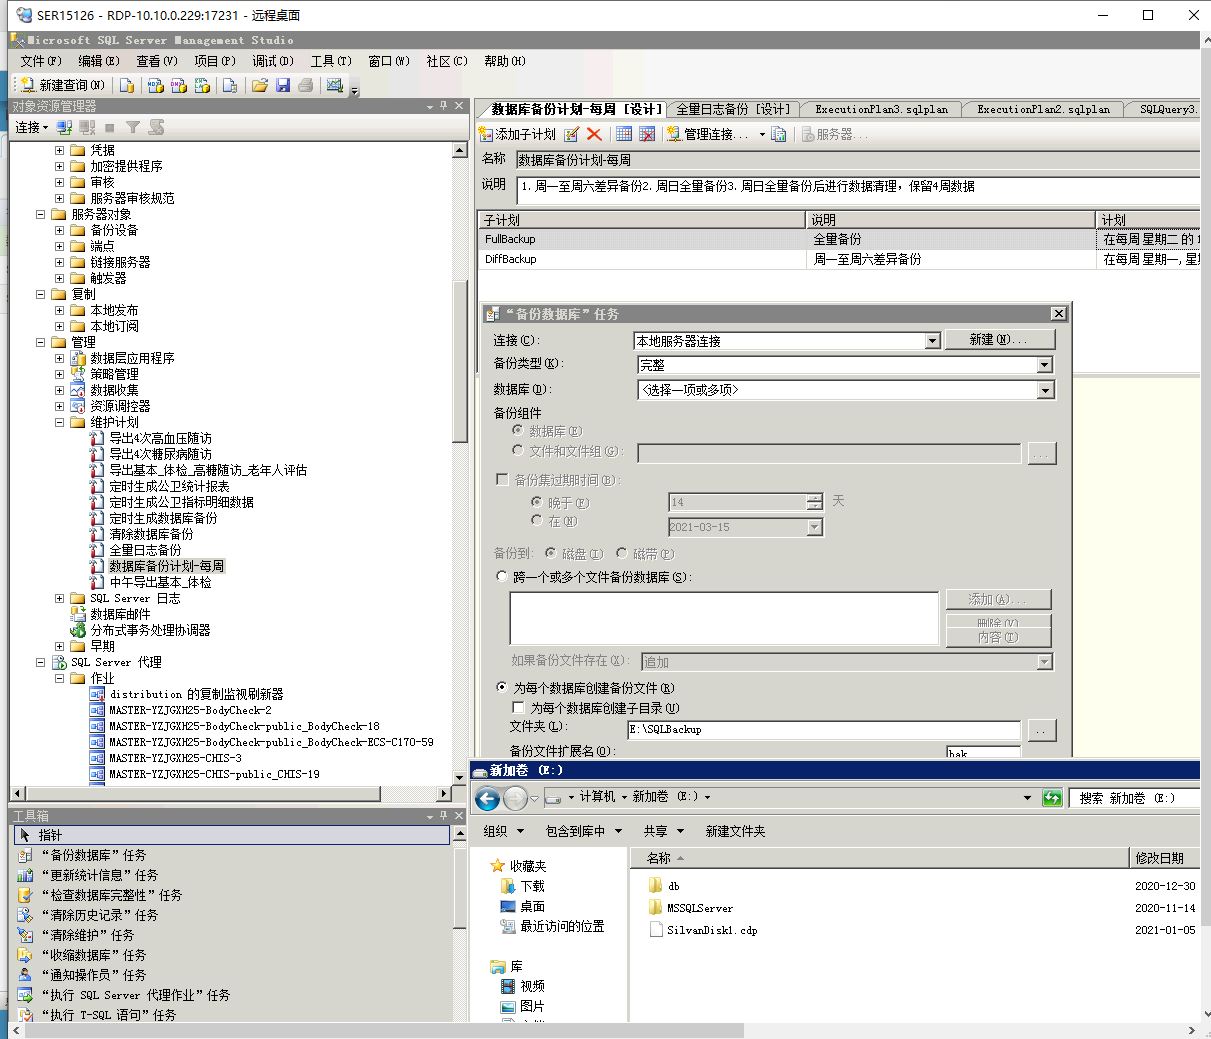 SER15126 - RDP-10.10.0.229:17231 - 远程桌面
Microsoft SQL Server Management Studio
文件(F) 编辑(E) 查看(V) 项目(P) 调试(D) 工具(T) 窗口(W) 社区(C) 帮助(H)
新建查询(N)
对象资源管理器
连接
凭据
加密提供程序
审核
服务器审核规范
服务器对象
备份设备
端点
链接服务器
触发器
复制
本地发布
本地订阅
管理
数据层应用程序
策略管理
数据收集
资源调控器
维护计划
导出4次高血压随访
导出4次糖尿病随访
导出基本_体检_高糖随访_老年人评估
定时生成公卫统计报表
定时生成公卫指标明细数据
定时生成数据库备份
清除数据库备份
全量日志备份
数据库备份计划-每周
中午导出基本_体检
SQL Server 日志
数据库邮件
分布式事务处理协调器
早期
SQL Server 代理
作业
distribution 的复制监视刷新器
MASTER-YZJGXH25-BodyCheck-2
MASTER-YZJGXH25-BodyCheck-public_BodyCheck-18
MASTER-YZJGXH25-BodyCheck-public_BodyCheck-ECS-C170-59
MASTER-YZJGXH25-CHIS-3
MASTER-YZJGXH25-CHIS-public_CHIS-19
工具箱
指针
“备份数据库”任务
“更新统计信息”任务
“检查数据库完整性”任务
“清除历史记录”任务
“清除维护”任务
“收缩数据库”任务
“通知操作员”任务
“执行 SQL Server 代理作业”任务
“执行 T-SQL 语句”任务
数据库备份计划-每周 [设计] 全量日志备份 [设计] ExecutionPlan3.sqlplan ExecutionPlan2.sqlplan SQLQuery3.
添加子计划 管理连接... 服务器...
名称 数据库备份计划-每周
说明 1. 周一至周六差异备份2. 周日全量备份3. 周日全量备份后进行数据清理，保留4周数据
子计划 说明 计划
FullBackup 全量备份 在每周 星期二 的
DiffBackup 周一至周六差异备份 在每周 星期一, 星
“备份数据库”任务
连接(C): 本地服务器连接 新建(N)...
备份类型(K): 完整
数据库(D): <选择一项或多项>
备份组件
数据库(E)
文件和文件组(G): ...
备份集过期时间(B):
晚于(F) 14 天
在(N) 2021-03-15
备份到: 磁盘(I) 磁带(P)
跨一个或多个文件备份数据库(S):
添加(A)...
删除(V)
内容(T)
如果备份文件存在(X): 追加
为每个数据库创建备份文件(R)
为每个数据库创建子目录(U)
文件夹(L): E:\SQLBackup ..
备份文件扩展名(O): bak
新加卷 (E:)
计算机 新加卷 (E:) 搜索 新加卷 (E:)
组织 包含到库中 共享 新建文件夹
收藏夹
下载
桌面
最近访问的位置
库
视频
图片
名称 修改日期
db 2020-12-30
MSSQLServer 2020-11-14
SilvanDisk1.cdp 2021-01-05